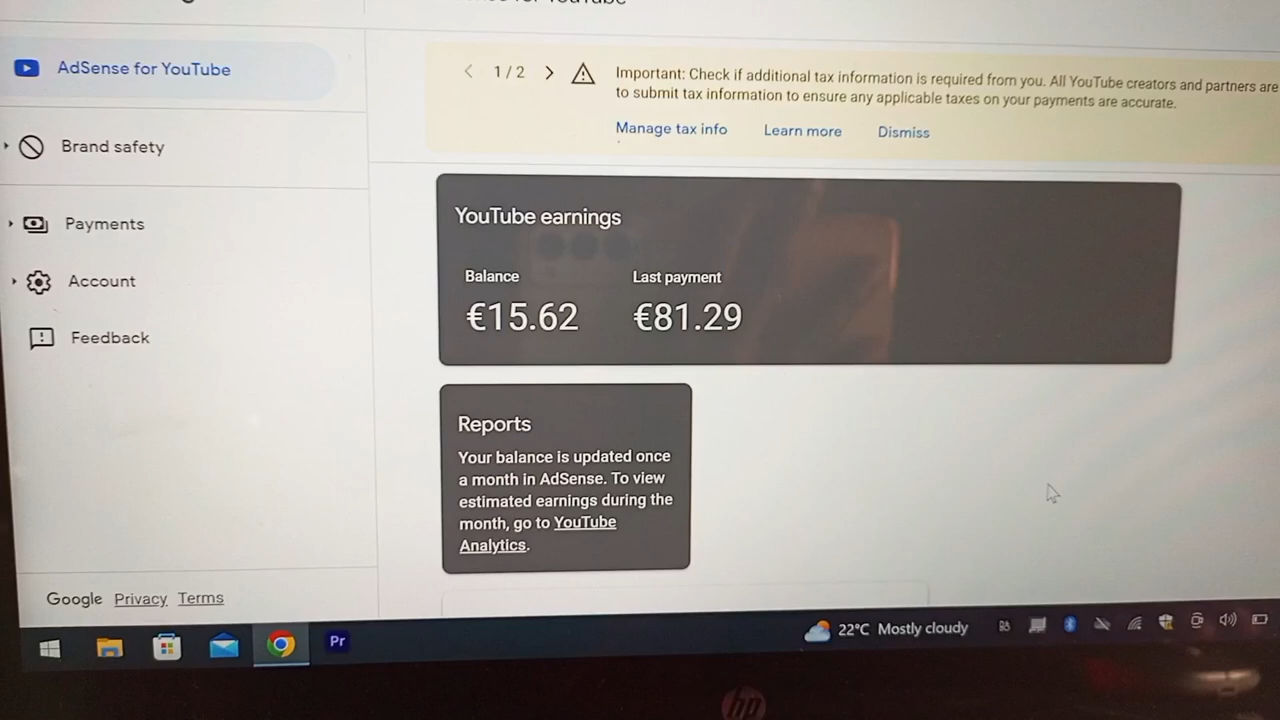 AdSense for YouTube
Brand safety
Payments
Account
Feedback
Google Privacy Terms
1 / 2
Important: Check if additional tax information is required from you. All YouTube creators and partners are
to submit tax information to ensure any applicable taxes on your payments are accurate.
Manage tax info Learn more Dismiss
YouTube earnings
Balance Last payment
€15.62 €81.29
Reports
Your balance is updated once
a month in AdSense. To view
estimated earnings during the
month, go to YouTube
Analytics.
Pr
22°C Mostly cloudy
hp